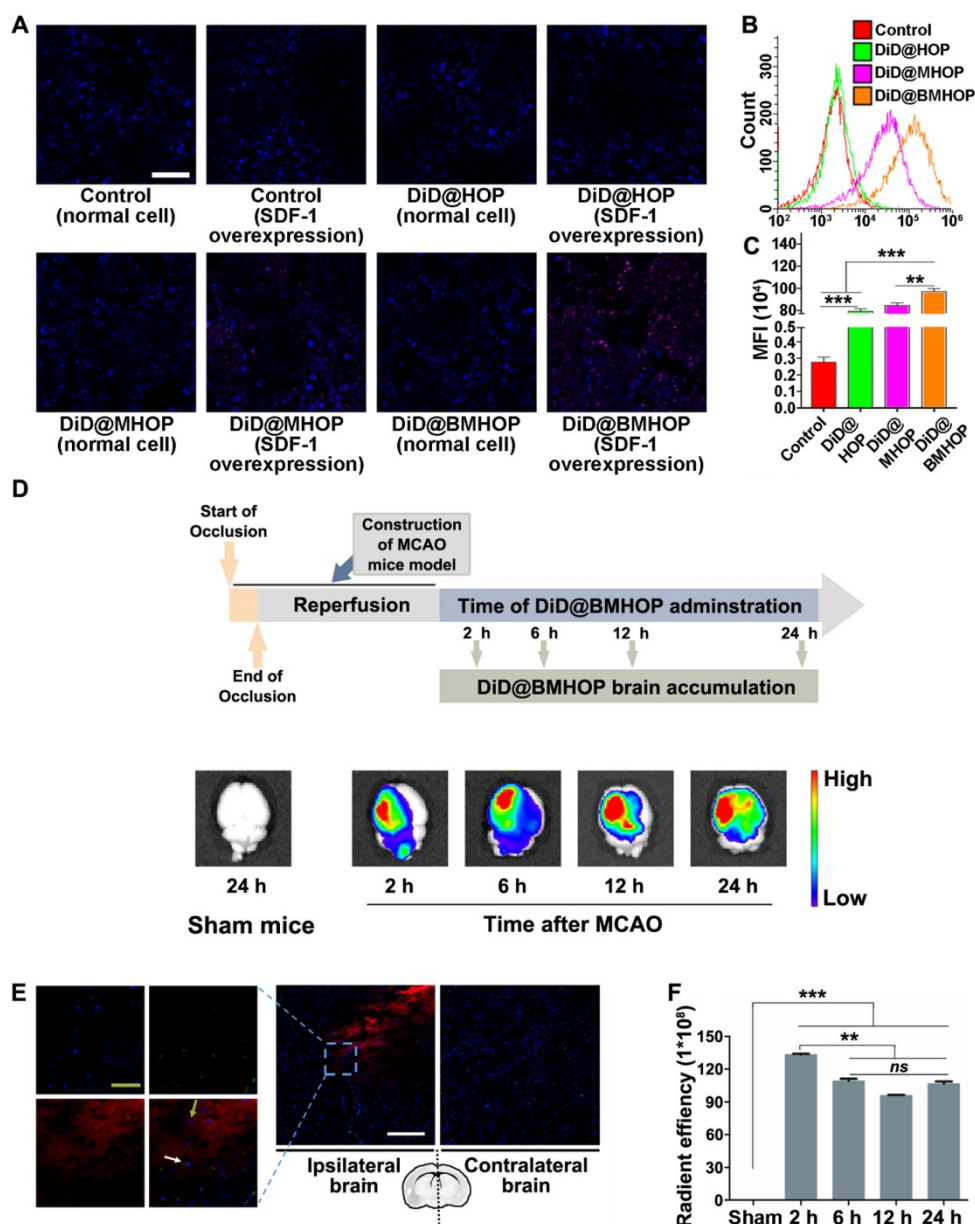 A
Control
(normal cell)
Control
(SDF-1
overexpression)
DiD@HOP
(normal cell)
DiD@HOP
(SDF-1
overexpression)
DiD@MHOP
(normal cell)
DiD@MHOP
(SDF-1
overexpression)
DiD@BMHOP
(normal cell)
DiD@BMHOP
(SDF-1
overexpression)
B
Control
DiD@HOP
DiD@MHOP
DiD@BMHOP
Count
300
200
100
0
10² 10³ 10⁴ 10⁵ 10⁶
C
MFI (10⁴)
140
120
100
80
0.5
0.4
0.3
0.2
0.1
0.0
***
***
**
Control
DiD@
HOP
DiD@
MHOP
DiD@
BMHOP
D
Start of
Occlusion
Construction
of MCAO
mice model
Reperfusion
Time of DiD@BMHOP adminstration
2 h 6 h 12 h 24 h
End of
Occlusion
DiD@BMHOP brain accumulation
High
Low
24 h
2 h 6 h 12 h 24 h
Sham mice
Time after MCAO
E
Ipsilateral
brain
Contralateral
brain
F
Radient effiency (1*10⁸)
150
120
90
60
30
0
***
**
ns
Sham 2 h 6 h 12 h 24 h